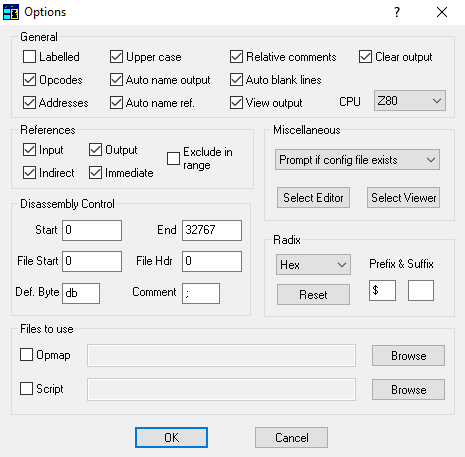 Options
General
Labelled Upper case Relative comments Clear output
Opcodes Auto name output Auto blank lines
Addresses Auto name ref. View output CPU Z80
References
Input Output Exclude in range
Indirect Immediate
Miscellaneous
Prompt if config file exists
Select Editor Select Viewer
Disassembly Control
Start 0 End 32767
File Start 0 File Hdr 0
Def. Byte db Comment ;
Radix
Hex Prefix & Suffix
Reset $
Files to use
Opmap Browse
Script Browse
OK Cancel